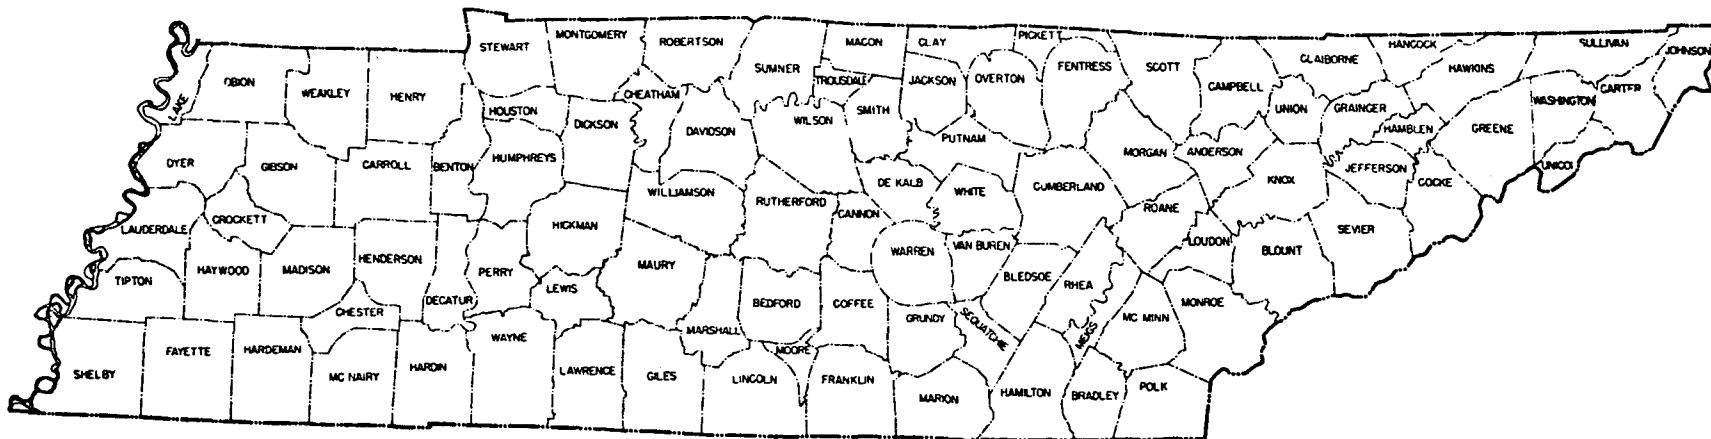 STEWART
MONTGOMERY
ROBERTSON
SUMNER
MACON
TROUSDALE
CLAY
PICKETT
JACKSON
OVERTON
FENTRESS
SCOTT
CAMPBELL
CLAIBORNE
HANCOCK
HAWKINS
SULLIVAN
JOHNSON
LAKE
OBION
WEAKLEY
HENRY
HOUSTON
CHEATHAM
DICKSON
DAVIDSON
WILSON
SMITH
PUTNAM
MORGAN
ANDERSON
UNION
GRAINGER
HAMBLEN
GREENE
WASHINGTON
CARTER
UNICOI
DYER
GIBSON
CARROLL
BENTON
HUMPHREYS
WILLIAMSON
RUTHERFORD
CANNON
DE KALB
WHITE
CUMBERLAND
ROANE
KNOX
JEFFERSON
COCKE
LAUDERDALE
CROCKETT
HICKMAN
WARREN
VAN BUREN
BLEDSOE
RHEA
LOUDON
BLOUNT
SEVIER
TIPTON
HAYWOOD
MADISON
HENDERSON
DECATUR
PERRY
LEWIS
MAURY
BEDFORD
COFFEE
GRUNDY
SEQUATCHIE
MEIGS
MC MINN
MONROE
CHESTER
MARSHALL
MOORE
SHELBY
FAYETTE
HARDEMAN
MC NAIRY
HARDIN
WAYNE
LAWRENCE
GILES
LINCOLN
FRANKLIN
MARION
HAMILTON
BRADLEY
POLK